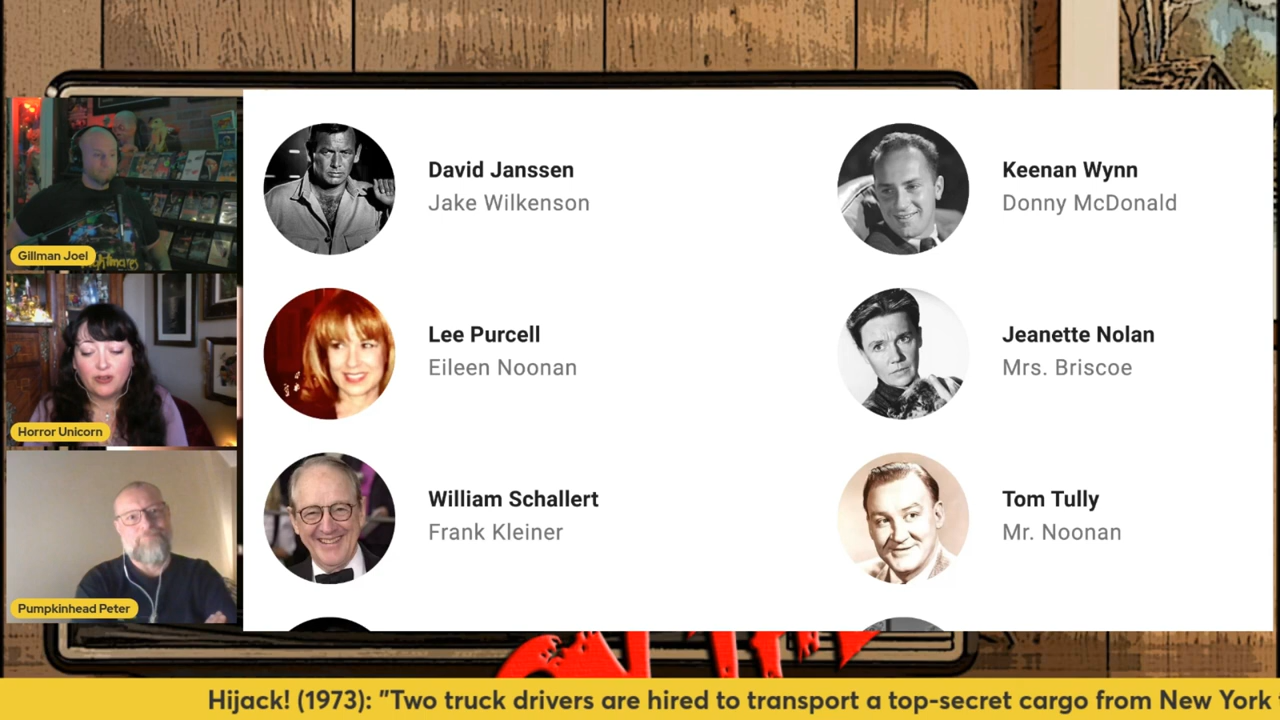 David Janssen
Jake Wilkenson
Keenan Wynn
Donny McDonald
Lee Purcell
Eileen Noonan
Jeanette Nolan
Mrs. Briscoe
William Schallert
Frank Kleiner
Tom Tully
Mr. Noonan
Gillman Joel
Horror Unicorn
Pumpkinhead Peter
Hijack! (1973): "Two truck drivers are hired to transport a top-secret cargo from New York